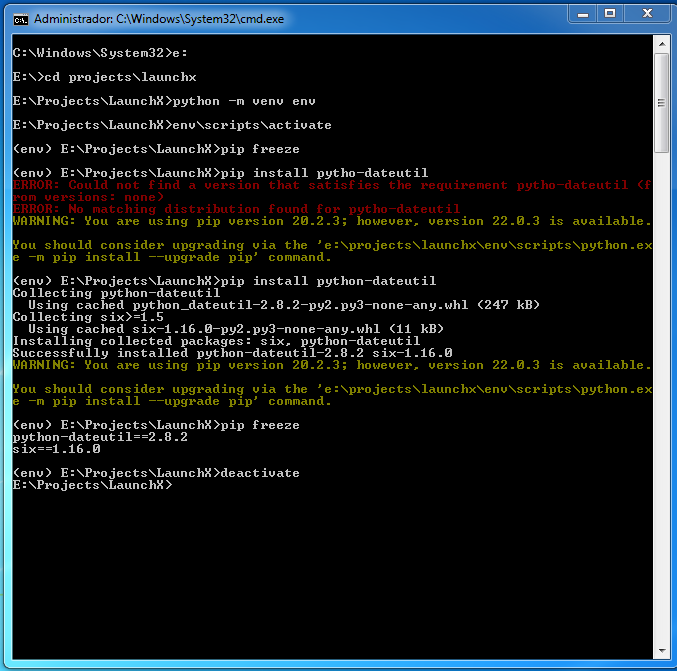 Administrador: C:\Windows\System32\cmd.exe
C:\Windows\System32>e:
E:\>cd projects\launchx
E:\Projects\LaunchX>python -m venv env
E:\Projects\LaunchX>env\scripts\activate
(env) E:\Projects\LaunchX>pip freeze
(env) E:\Projects\LaunchX>pip install pytho-dateutil
ERROR: Could not find a version that satisfies the requirement pytho-dateutil (f
rom versions: none)
ERROR: No matching distribution found for pytho-dateutil
WARNING: You are using pip version 20.2.3; however, version 22.0.3 is available.
You should consider upgrading via the 'e:\projects\launchx\env\scripts\python.ex
e -m pip install --upgrade pip' command.
(env) E:\Projects\LaunchX>pip install python-dateutil
Collecting python-dateutil
  Using cached python_dateutil-2.8.2-py2.py3-none-any.whl (247 kB)
Collecting six>=1.5
  Using cached six-1.16.0-py2.py3-none-any.whl (11 kB)
Installing collected packages: six, python-dateutil
Successfully installed python-dateutil-2.8.2 six-1.16.0
WARNING: You are using pip version 20.2.3; however, version 22.0.3 is available.
You should consider upgrading via the 'e:\projects\launchx\env\scripts\python.ex
e -m pip install --upgrade pip' command.
(env) E:\Projects\LaunchX>pip freeze
python-dateutil==2.8.2
six==1.16.0
(env) E:\Projects\LaunchX>deactivate
E:\Projects\LaunchX>